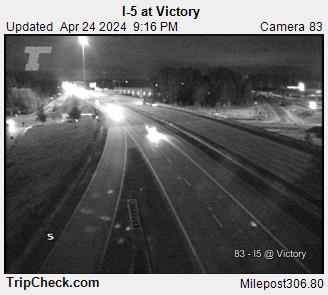 I-5 at Victory
Updated Apr 24 2024 9:16 PM Camera 83
T
S
83 - I5 @ Victory
TripCheck.com Milepost306.80